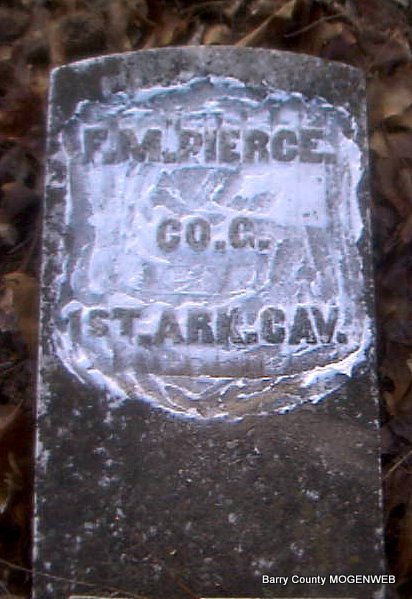 F.M.PIERCE.
CO.G.
1ST.ARK.CAV.
Barry County MOGENWEB